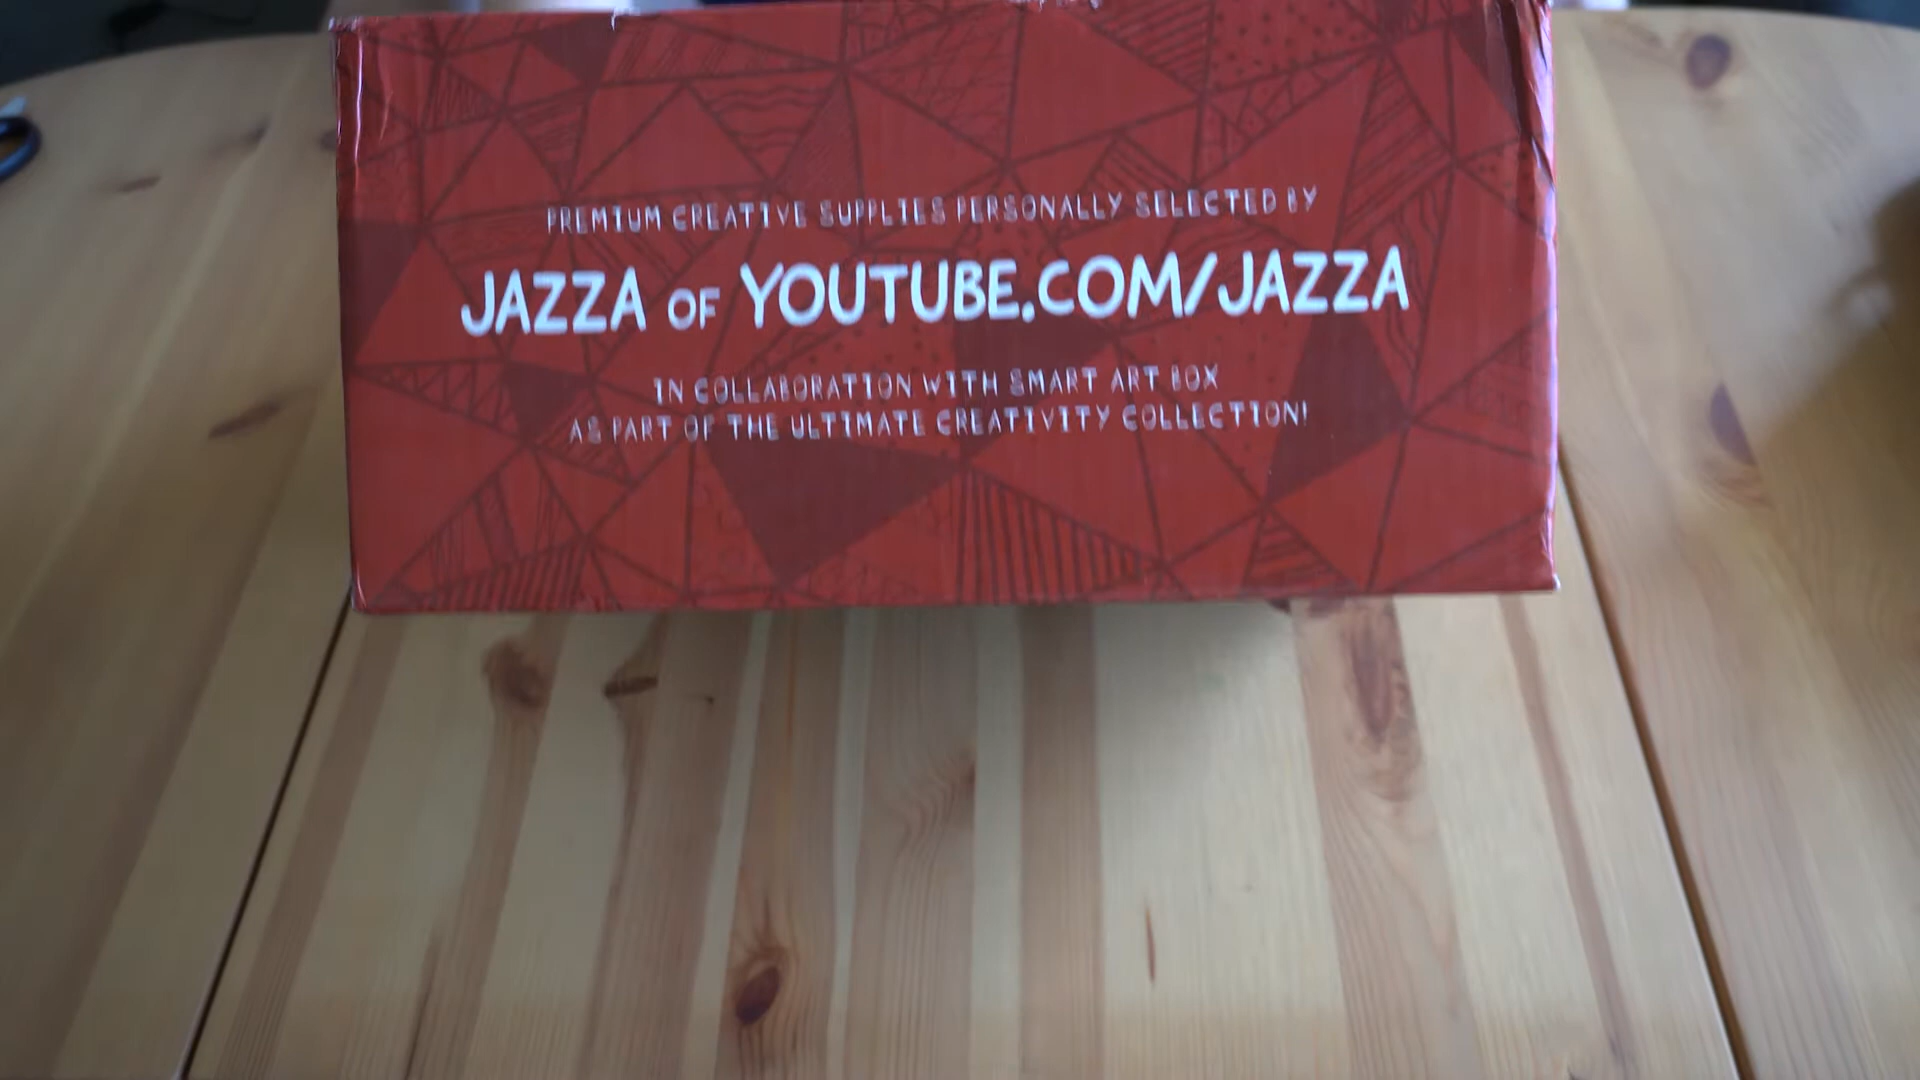 PREMIUM CREATIVE SUPPLIES PERSONALLY SELECTED BY
JAZZA OF YOUTUBE.COM/JAZZA
IN COLLABORATION WITH SMART ART BOX
AS PART OF THE ULTIMATE CREATIVITY COLLECTION!